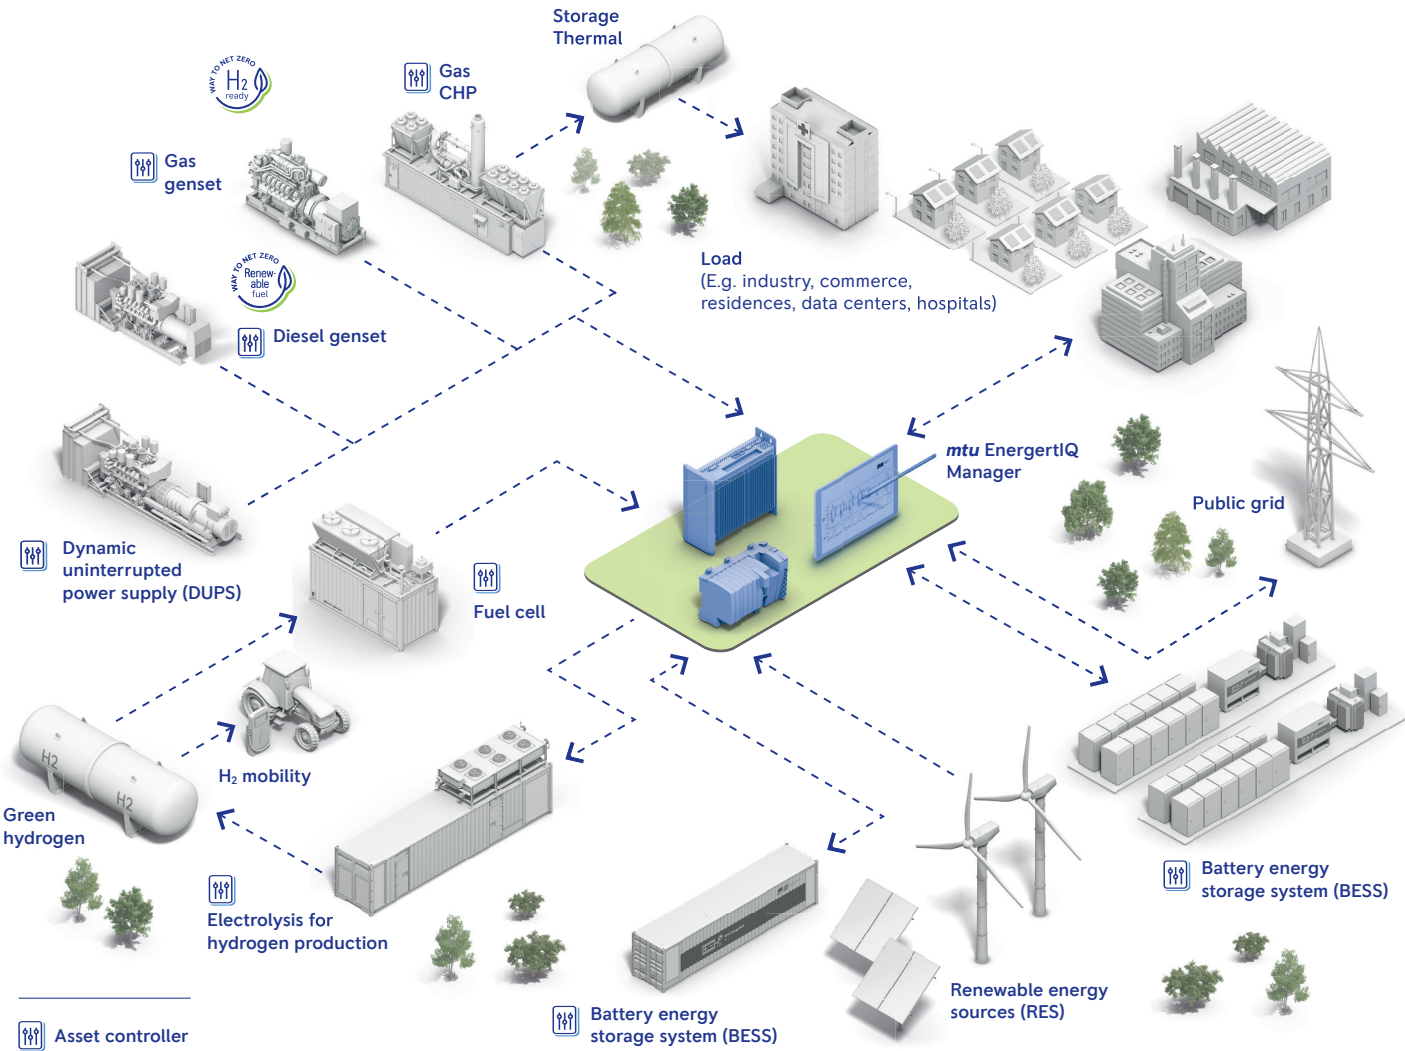 Storage
Thermal
WAY TO NET ZERO
H2
ready
Gas
CHP
Gas
genset
WAY TO NET ZERO
Renew-
able
fuel
Diesel genset
Load
(E.g. industry, commerce,
residences, data centers, hospitals)
mtu EnergertIQ
Manager
Public grid
Dynamic
uninterrupted
power supply (DUPS)
Fuel cell
H2 mobility
H2
H2
Green
hydrogen
Electrolysis for
hydrogen production
Battery energy
storage system (BESS)
Renewable energy
sources (RES)
Battery energy
storage system (BESS)
Asset controller